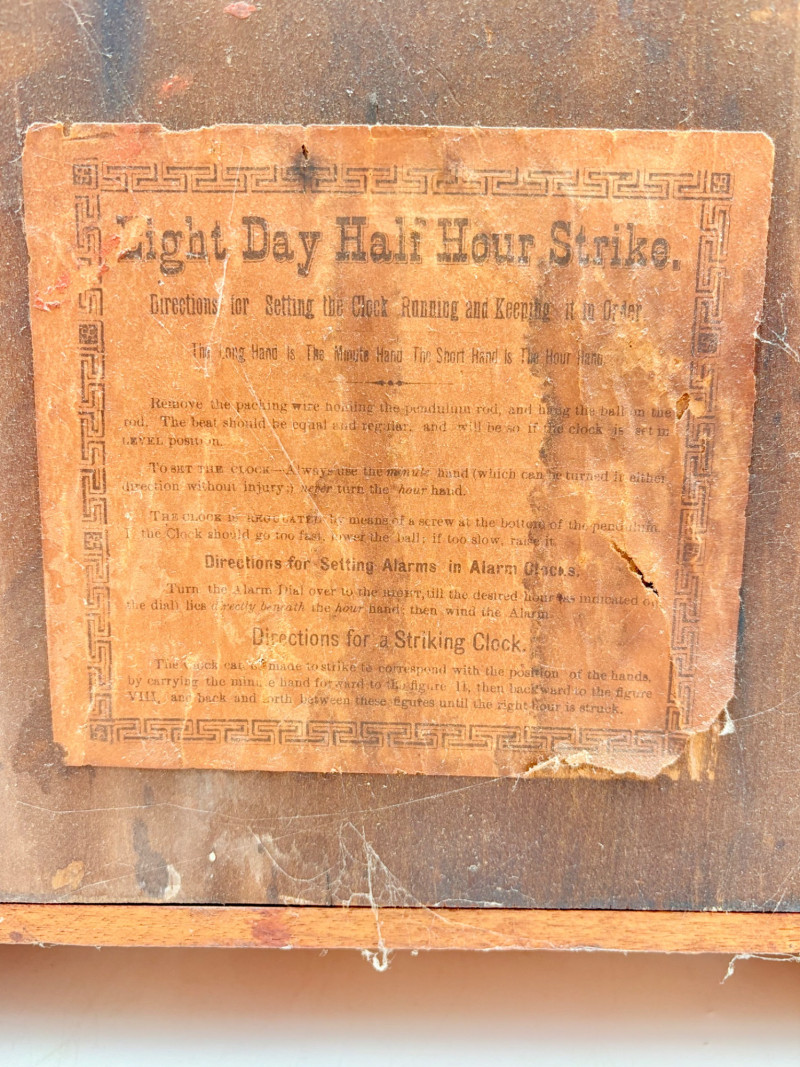 Eight Day Half Hour Strike.
Directions for Setting the Clock Running and Keeping it in Order
The Long Hand Is The Minute Hand The Short Hand Is The Hour Hand.
Remove the packing wire holding the pendulum rod, and hang the ball on the
rod. The beat should be equal and regular, and will be so if the clock is set in
LEVEL position.
TO SET THE CLOCK—Always use the minute hand (which can be turned in either
direction without injury;) never turn the hour hand.
THE CLOCK IS REGULATED by means of a screw at the bottom of the pendulum.
If the Clock should go too fast, lower the ball; if too slow, raise it.
Directions for Setting Alarms in Alarm Clocks.
Turn the Alarm Dial over to the RIGHT, till the desired hour (as indicated on
the dial) lies directly beneath the hour hand; then wind the Alarm.
Directions for a Striking Clock.
The Clock can be made to strike to correspond with the position of the hands,
by carrying the minute hand forward to the figure 11, then backward to the figure
VIII, and back and forth between these figures until the right hour is struck.